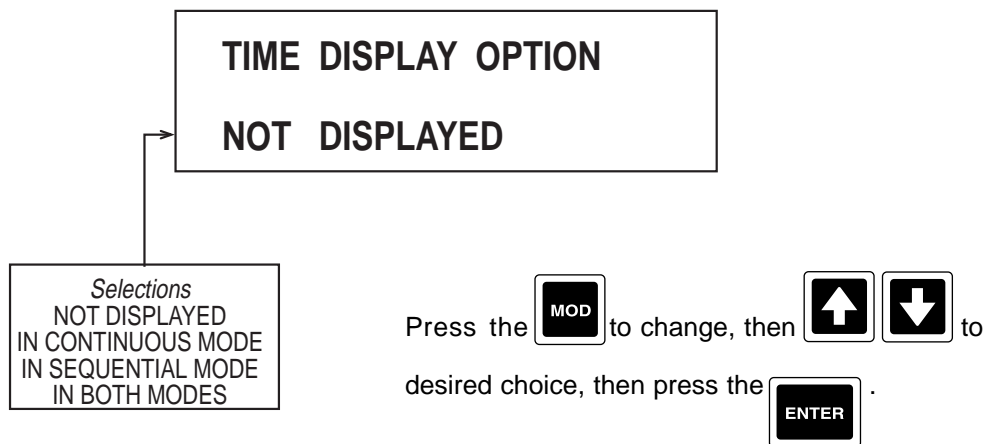 TIME DISPLAY OPTION
NOT DISPLAYED
Selections
NOT DISPLAYED
IN CONTINUOUS MODE
IN SEQUENTIAL MODE
IN BOTH MODES
Press the MOD to change, then to
desired choice, then press the ENTER .